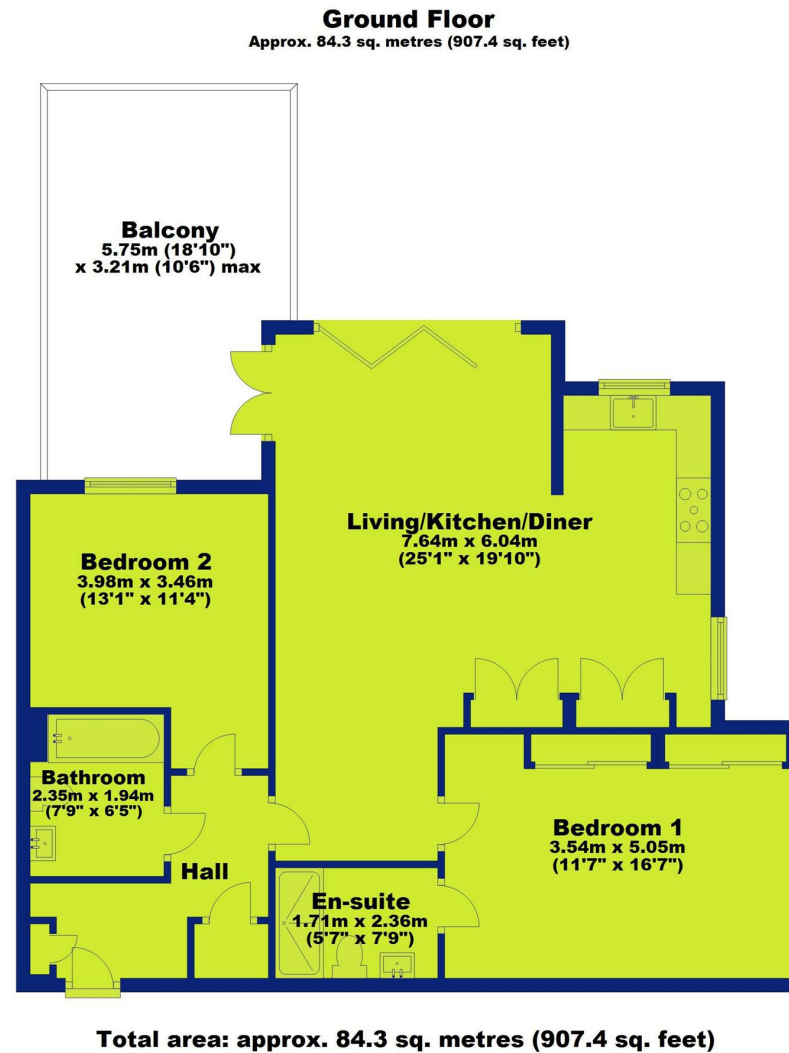 Ground Floor
Approx. 84.3 sq. metres (907.4 sq. feet)
Balcony
5.75m (18'10")
x 3.21m (10'6") max
Living/Kitchen/Diner
7.64m x 6.04m
(25'1" x 19'10")
Bedroom 2
3.98m x 3.46m
(13'1" x 11'4")
Bathroom
2.35m x 1.94m
(7'9" x 6'5")
Bedroom 1
3.54m x 5.05m
(11'7" x 16'7")
Hall
En-suite
1.71m x 2.36m
(5'7" x 7'9")
Total area: approx. 84.3 sq. metres (907.4 sq. feet)